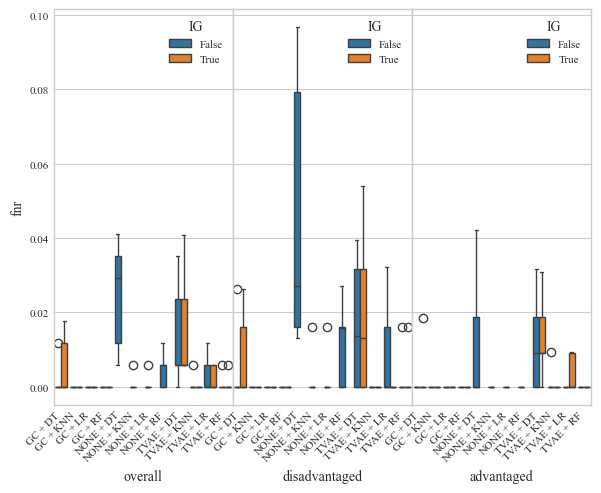 0.10
0.08
0.06
0.04
0.02
0.00
fnr
IG
False
True
IG
False
True
IG
False
True
GC + DT
GC + KNN
GC + LR
GC + RF
NONE + DT
NONE + KNN
NONE + LR
NONE + RF
TVAE + DT
TVAE + KNN
TVAE + LR
TVAE + RF
GC + DT
GC + KNN
GC + LR
GC + RF
NONE + DT
NONE + KNN
NONE + LR
NONE + RF
TVAE + DT
TVAE + KNN
TVAE + LR
TVAE + RF
GC + DT
GC + KNN
GC + LR
GC + RF
NONE + DT
NONE + KNN
NONE + LR
NONE + RF
TVAE + DT
TVAE + KNN
TVAE + LR
TVAE + RF
overall
disadvantaged
advantaged